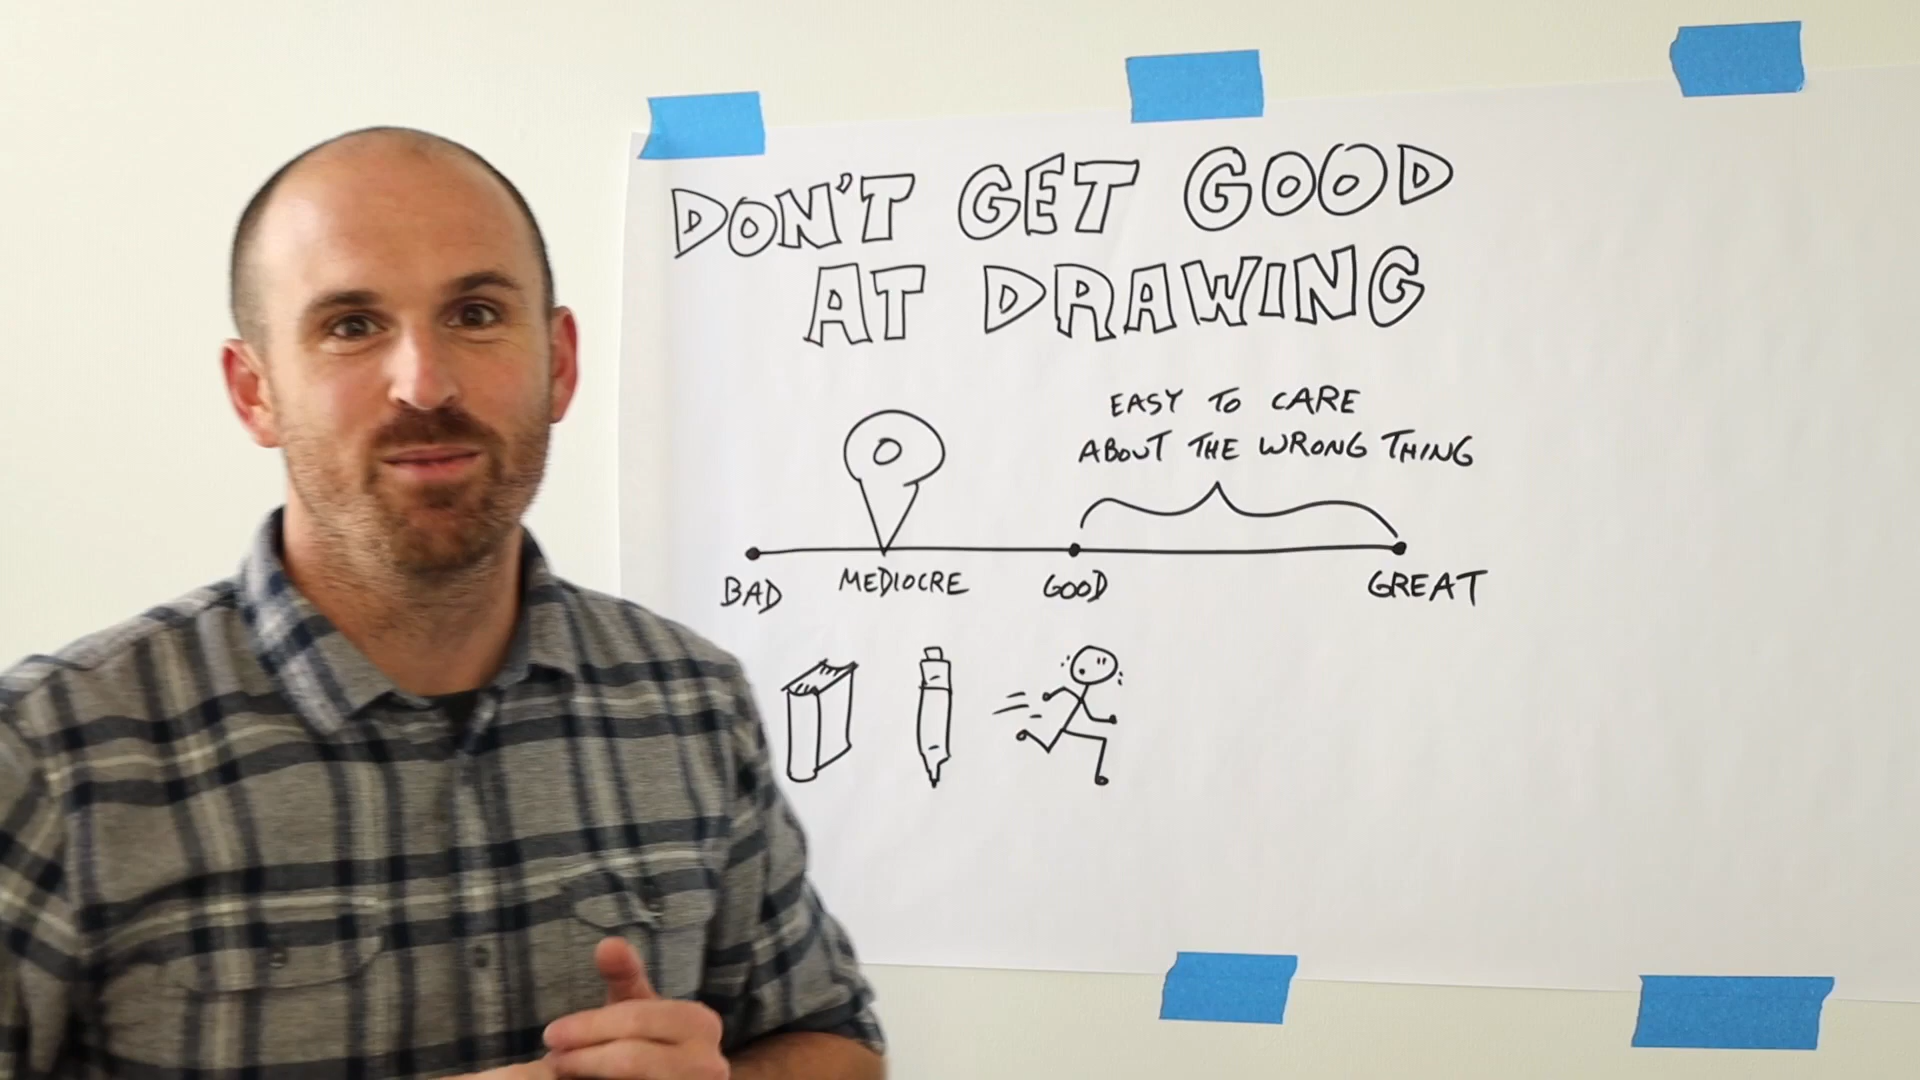 DON'T GET GOOD
AT DRAWING
EASY TO CARE
ABOUT THE WRONG THING
BAD
MEDIOCRE
GOOD
GREAT